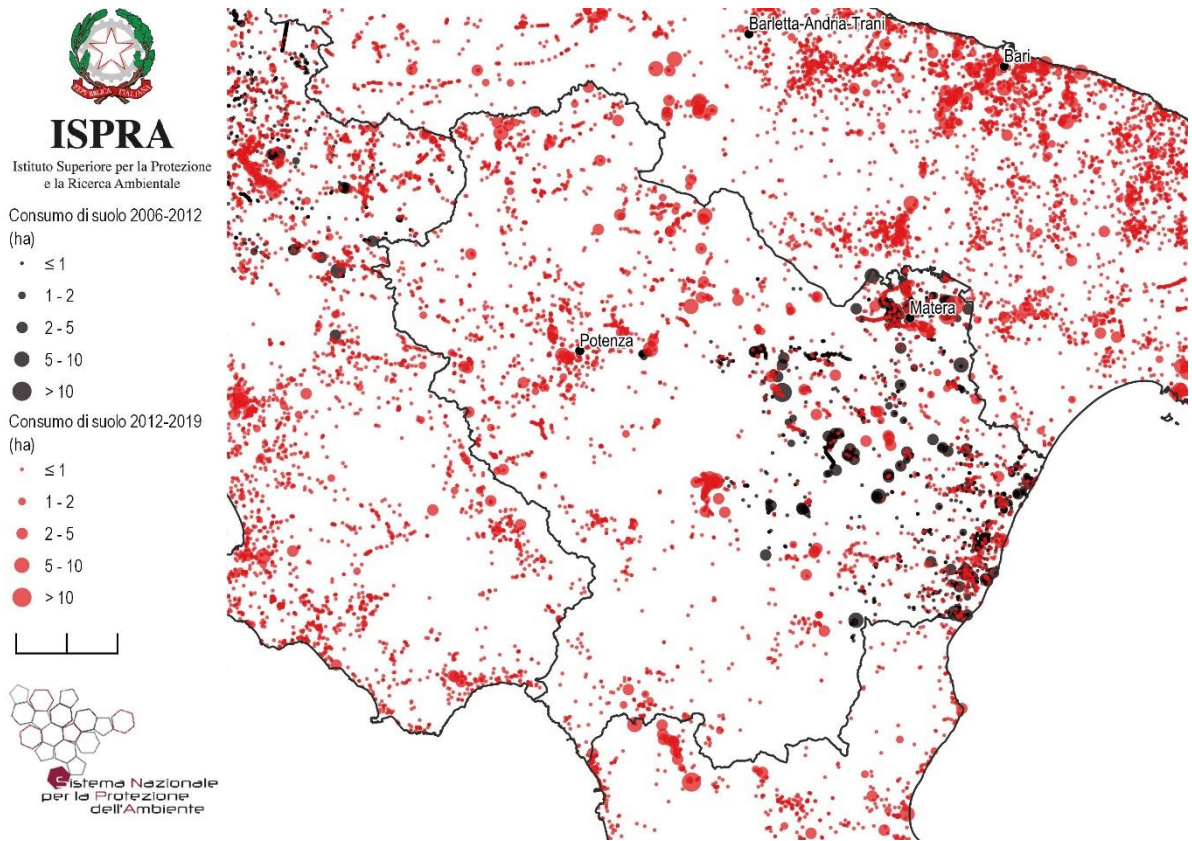 REPVBBLICA ITALIANA
ISPRA
Istituto Superiore per la Protezione
e la Ricerca Ambientale
Consumo di suolo 2006-2012
(ha)
≤ 1
1 - 2
2 - 5
5 - 10
> 10
Consumo di suolo 2012-2019
(ha)
≤ 1
1 - 2
2 - 5
5 - 10
> 10
Sistema Nazionale
per la Protezione
dell'Ambiente
Barletta-Andria-Trani
Bari
Matera
Potenza